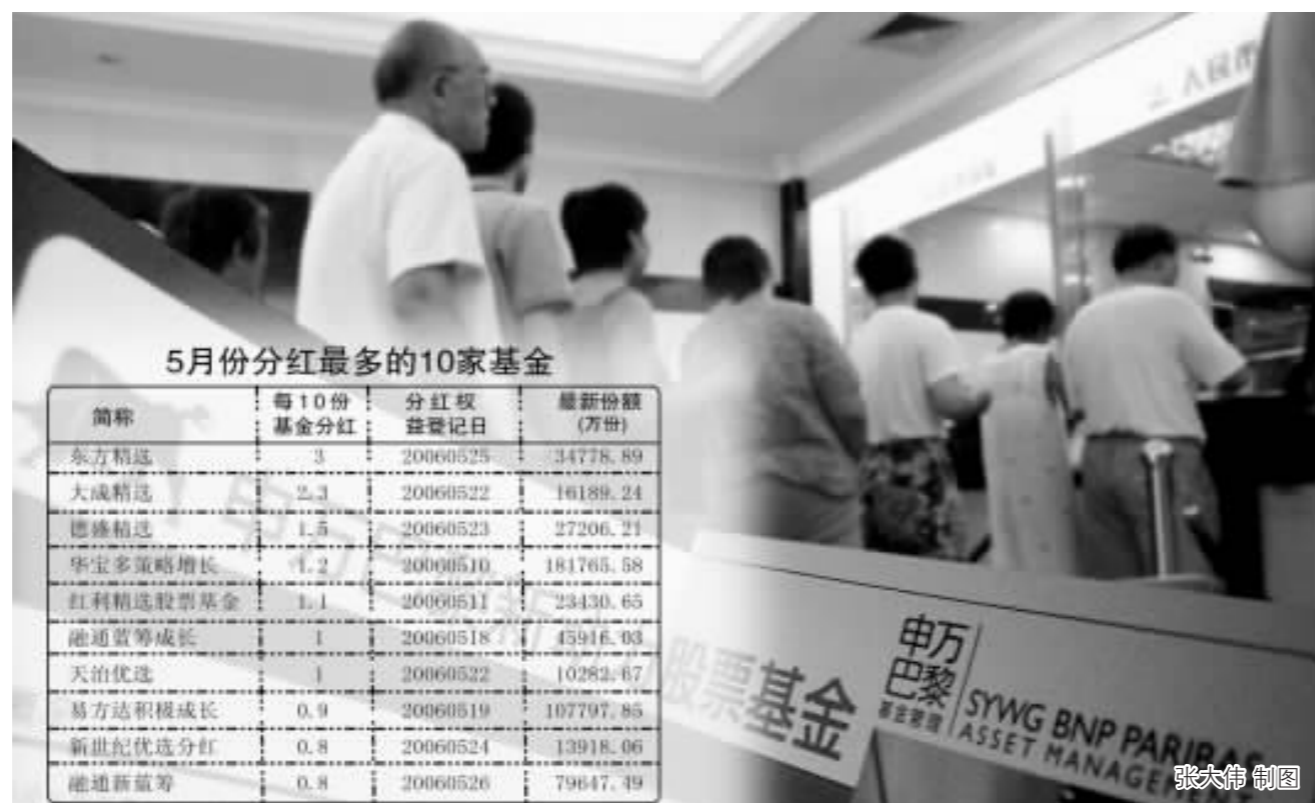 5月份分红最多的10家基金
简称 每10份基金分红 分红权益登记日 最新份额(万份)
东方精选 3 20060525 34778.89
大成精选 2.3 20060522 16189.24
德盛精选 1.5 20060523 27206.21
华宝多策略增长 1.2 20060510 181765.58
红利精选股票基金 1.1 20060511 23430.65
融通蓝筹成长 1 20060518 45916.03
天治优选 1 20060522 10282.67
易方达积极成长 0.9 20060519 107797.85
新世纪优选分红 0.8 20060524 13918.06
融通新蓝筹 0.8 20060526 79647.49
申万巴黎新
股票基金
申万
巴黎
基金管理
SYWG BNP PARIBAS
ASSET MANAGE
张大伟 制图